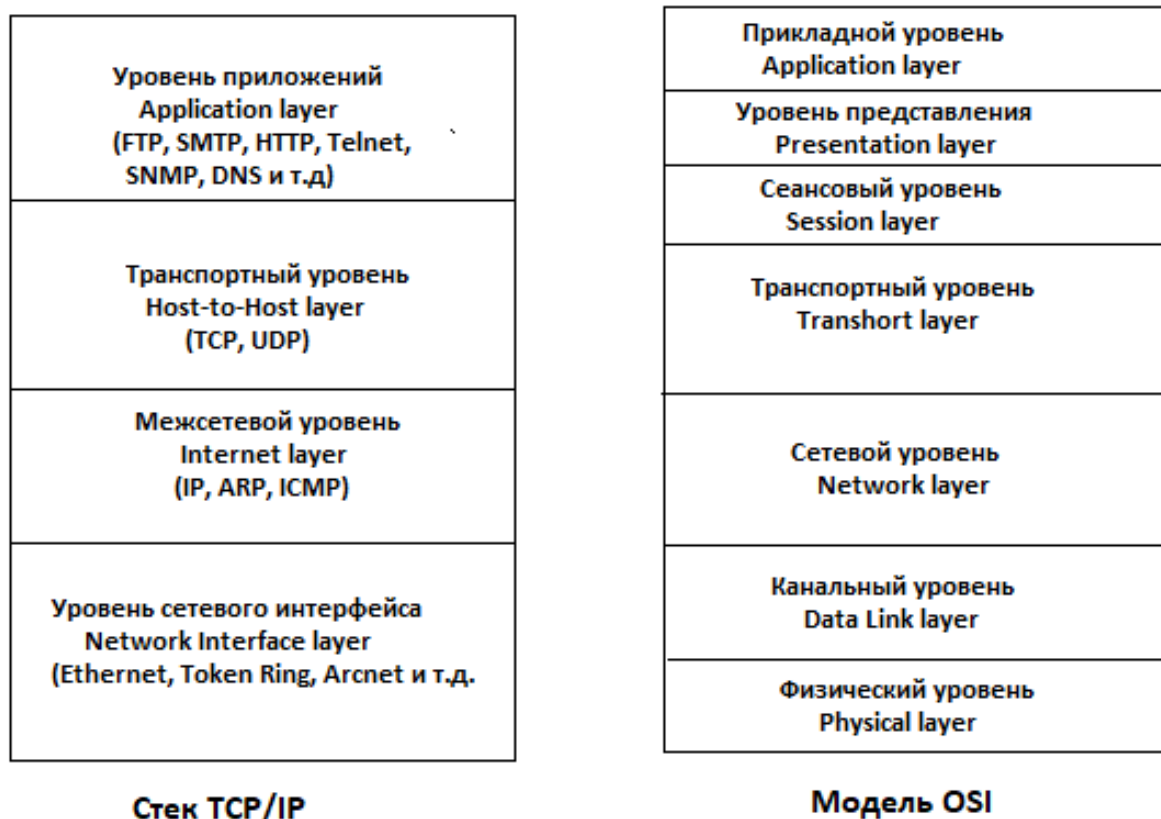 Уровень приложений
Application layer
(FTP, SMTP, HTTP, Telnet,
SNMP, DNS и т.д)
Транспортный уровень
Host-to-Host layer
(TCP, UDP)
Межсетевой уровень
Internet layer
(IP, ARP, ICMP)
Уровень сетевого интерфейса
Network Interface layer
(Ethernet, Token Ring, Arcnet и т.д.
Стек TCP/IP
Прикладной уровень
Application layer
Уровень представления
Presentation layer
Сеансовый уровень
Session layer
Транспортный уровень
Transhort layer
Сетевой уровень
Network layer
Канальный уровень
Data Link layer
Физический уровень
Physical layer
Модель OSI